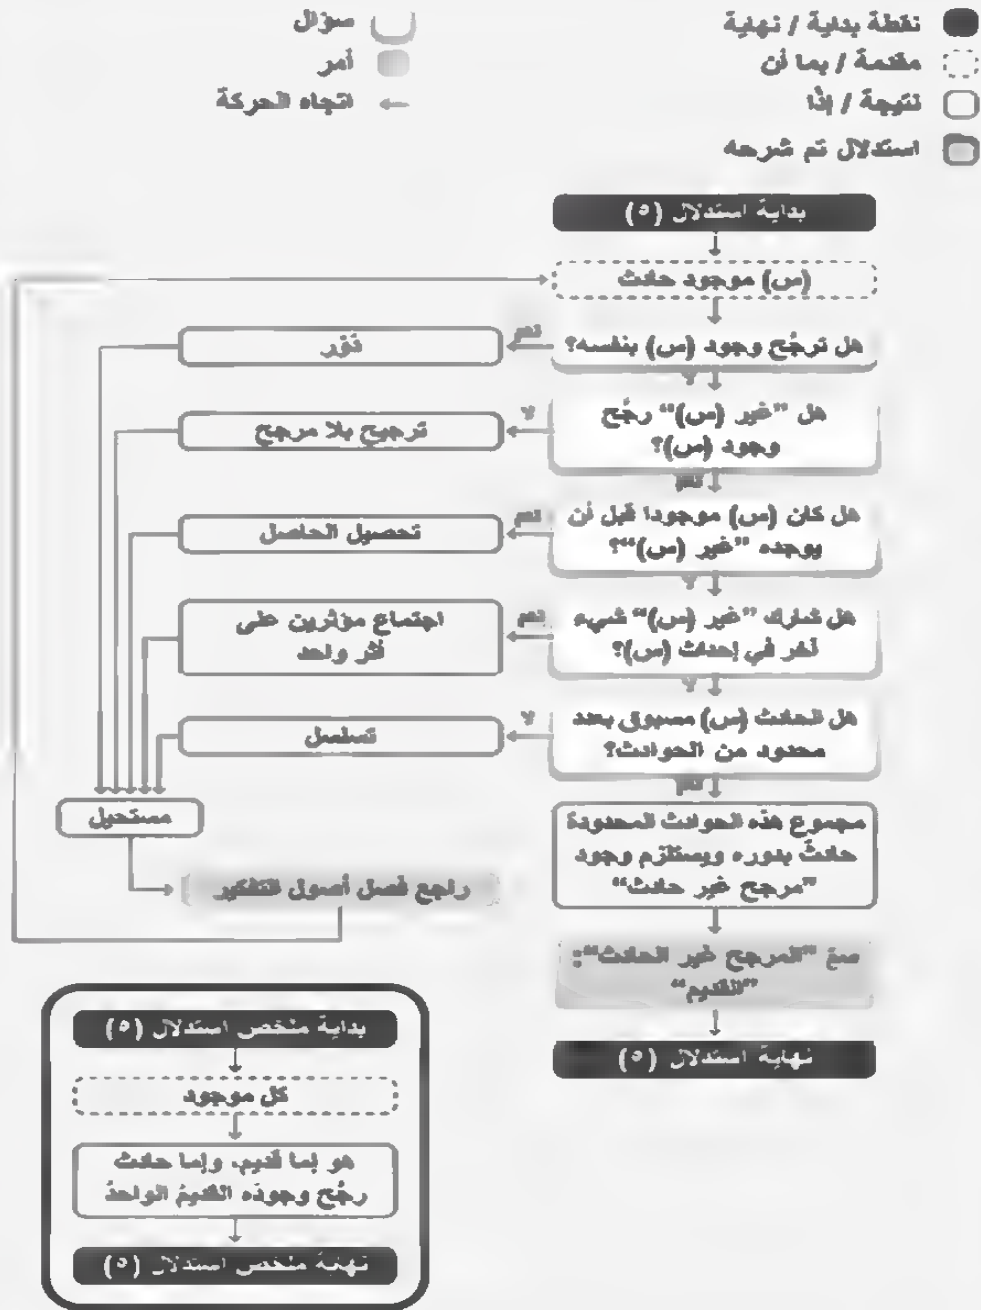 نقطة بداية / نهاية
مقدمة / بما أن
نتيجة / إذًا
استدلال تم شرحه
سؤال
أمر
اتجاه الحركة
بداية استدلال (٥)
(س) موجود حادث
هل ترجَّح وجود (س) بنفسه؟
نعم
دَوْر
لا
هل ”غير (س)“ رجَّح
وجود (س)؟
لا
ترجيح بلا مرجح
نعم
هل كان (س) موجودا قبل أن
يوجده ”غير (س)“؟
نعم
تحصيل الحاصل
لا
هل شارك ”غير (س)“ شيء
آخر في إحداث (س)؟
نعم
اجتماع مؤثرين على
أثر واحد
لا
هل الحادث (س) مسبوق بعدد
محدود من الحوادث؟
لا
تسلسل
نعم
مستحيل
راجع فصل أصول التفكير
مجموع هذه الحوادث المحدودة
حادثٌ بدوره ويستلزم وجود
”مرجح غير حادث“
سمّ ”المرجح غير الحادث“:
”القديم“
نهاية استدلال (٥)
بداية ملخص استدلال (٥)
كل موجود
هو إما قديم، وإما حادث
رجَّح وجودَه القديمُ الواحدُ
نهاية ملخص استدلال (٥)